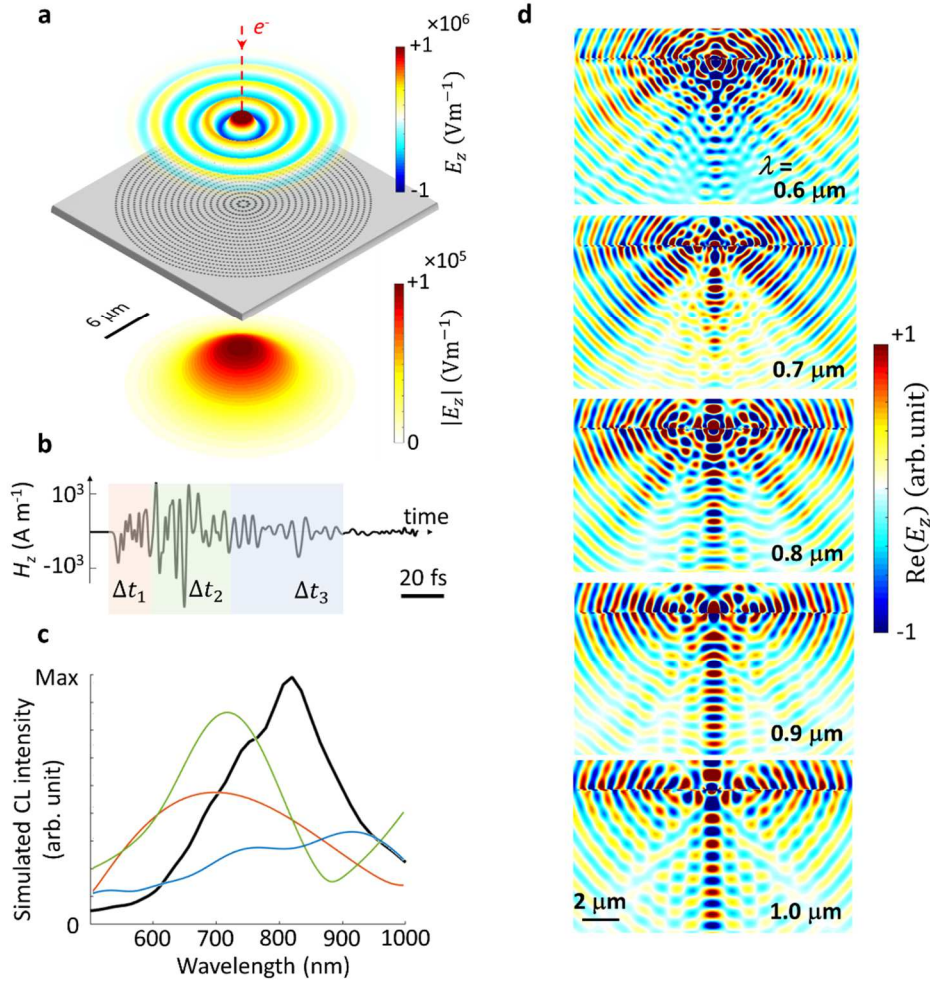 a
e-
×10⁶
+1
-1
E_z (Vm⁻¹)
6 μm
×10⁵
+1
0
|E_z| (Vm⁻¹)
b
H_z (A m⁻¹)
10³
-10³
time
Δt₁
Δt₂
Δt₃
20 fs
c
Simulated CL intensity
(arb. unit)
Max
0
600 700 800 900 1000
Wavelength (nm)
d
λ =
0.6 μm
0.7 μm
0.8 μm
0.9 μm
2 μm
1.0 μm
+1
-1
Re(E_z) (arb. unit)